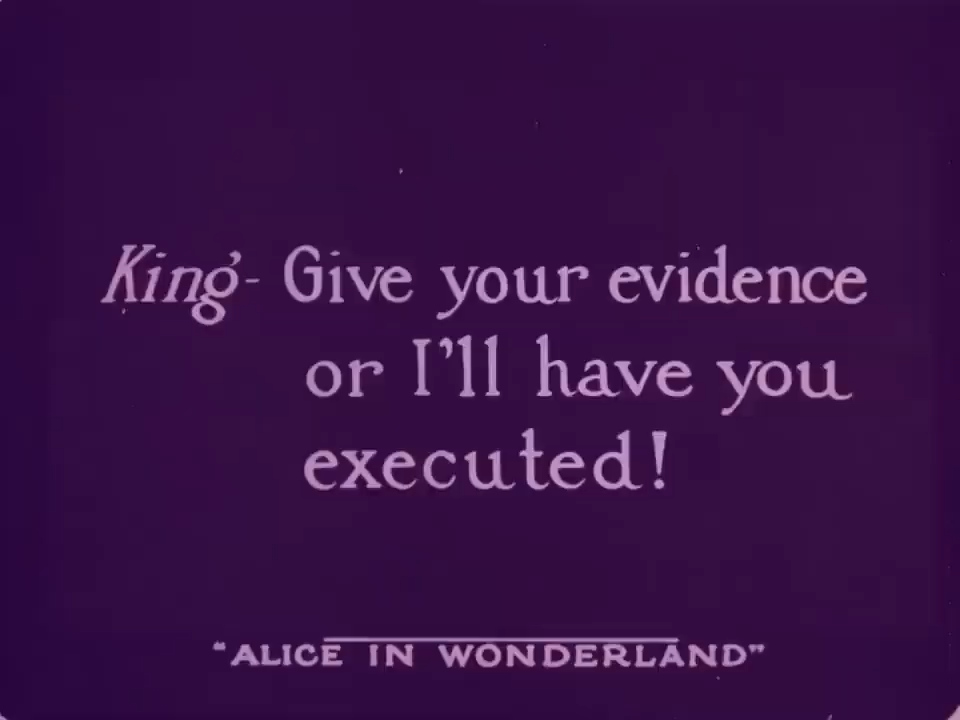 King- Give your evidence
or I'll have you
executed!
"ALICE IN WONDERLAND"